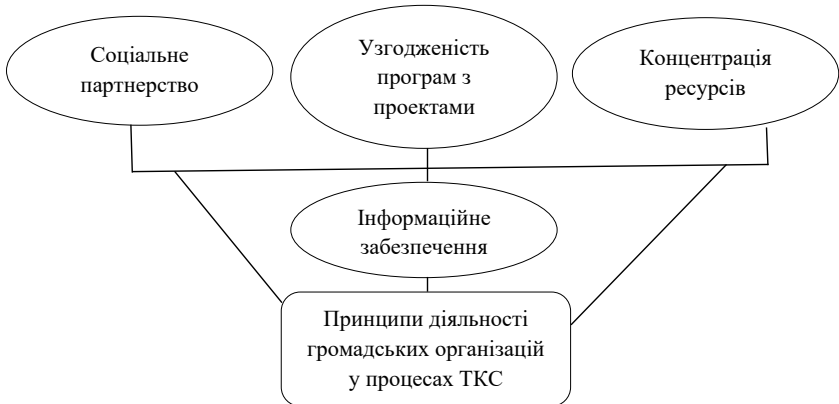 Соціальне
партнерство
Узгодженість
програм з
проектами
Концентрація
ресурсів
Інформаційне
забезпечення
Принципи діяльності
громадських організацій
у процесах ТКС